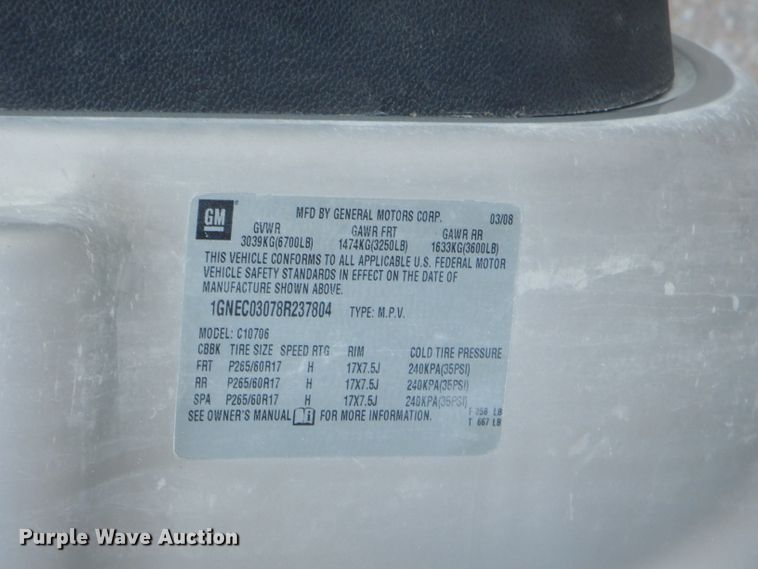 GM MFD BY GENERAL MOTORS CORP. 03/08
GVWR GAWR FRT GAWR RR
3039KG(6700LB) 1474KG(3250LB) 1633KG(3600LB)
THIS VEHICLE CONFORMS TO ALL APPLICABLE U.S. FEDERAL MOTOR
VEHICLE SAFETY STANDARDS IN EFFECT ON THE DATE OF
MANUFACTURE SHOWN ABOVE.
1GNEC03078R237804 TYPE: M.P.V.
MODEL: C10706
CBBK TIRE SIZE SPEED RTG RIM COLD TIRE PRESSURE
FRT P265/60R17 H 17X7.5J 240KPA(35PSI)
RR P265/60R17 H 17X7.5J 240KPA(35PSI)
SPA P265/60R17 H 17X7.5J 240KPA(35PSI)
SEE OWNER'S MANUAL FOR MORE INFORMATION.
LB
T 667 LB
Purple Wave Auction